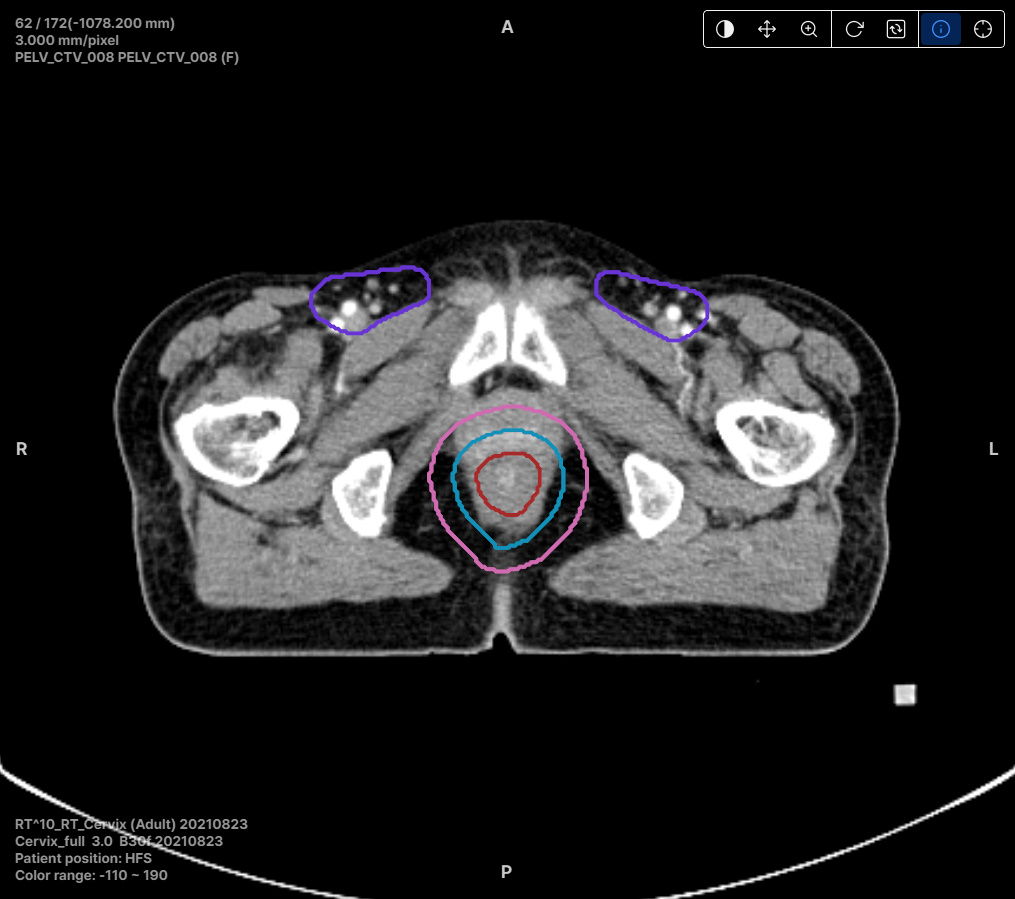 62 / 172(-1078.200 mm)
3.000 mm/pixel
PELV_CTV_008 PELV_CTV_008 (F)
A
R
L
RT^10_RT_Cervix (Adult) 20210823
Cervix_full 3.0 B30f 20210823
Patient position: HFS
Color range: -110 ~ 190
P